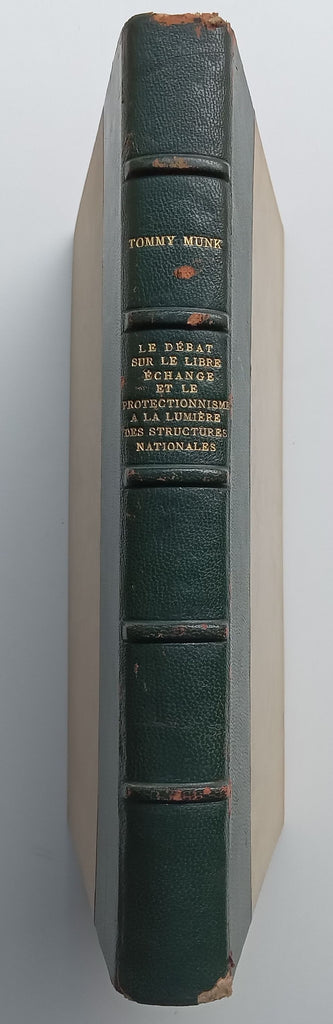 TOMMY MUNK
LE DÉBAT
SUR LE LIBRE
ÉCHANGE
ET LE
PROTECTIONNISME
A LA LUMIÈRE
DES STRUCTURES
NATIONALES